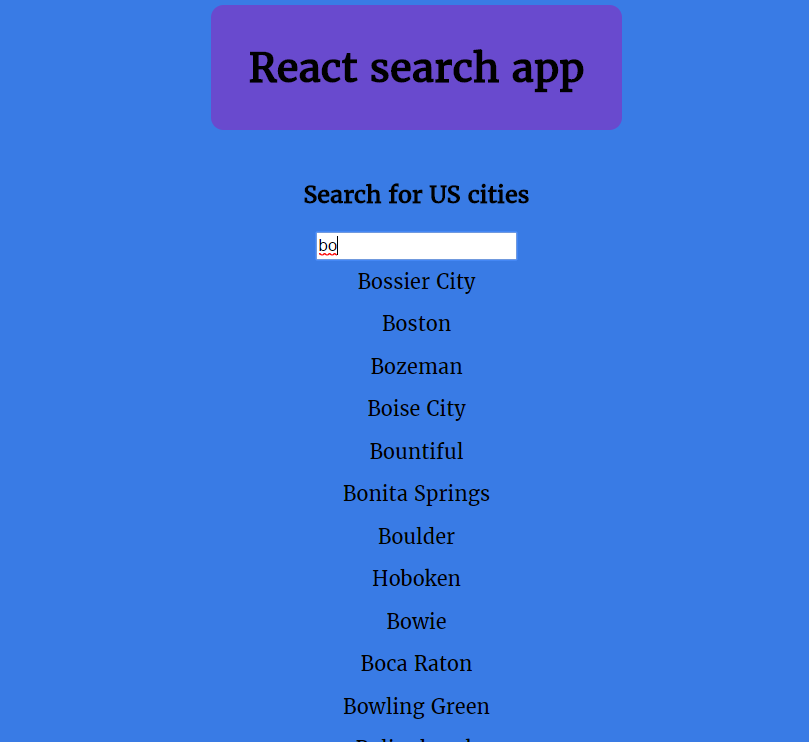 React search app
Search for US cities
bo
Bossier City
Boston
Bozeman
Boise City
Bountiful
Bonita Springs
Boulder
Hoboken
Bowie
Boca Raton
Bowling Green